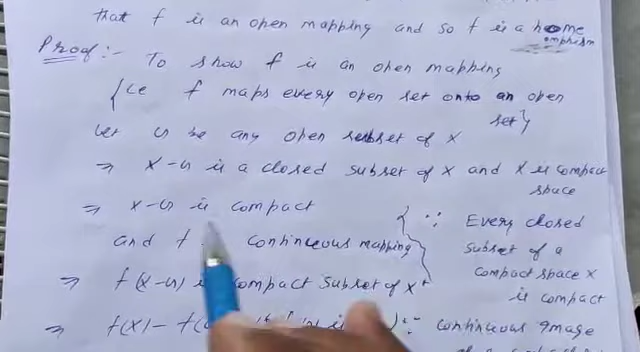 that f is an open mapping and so f is a homeomorphism
Proof:- To show f is an open mapping
{ie f maps every open set onto an open set}
Let U be any open subset of X
⇒ X-U is a closed subset of X and X is compact space
⇒ X-U is compact { ∵ Every closed
and f continuous mapping subset of a
compact space X
⇒ f(X-U) is compact subset of X*
is compact
⇒ f(X) - f( ∵ continuous image